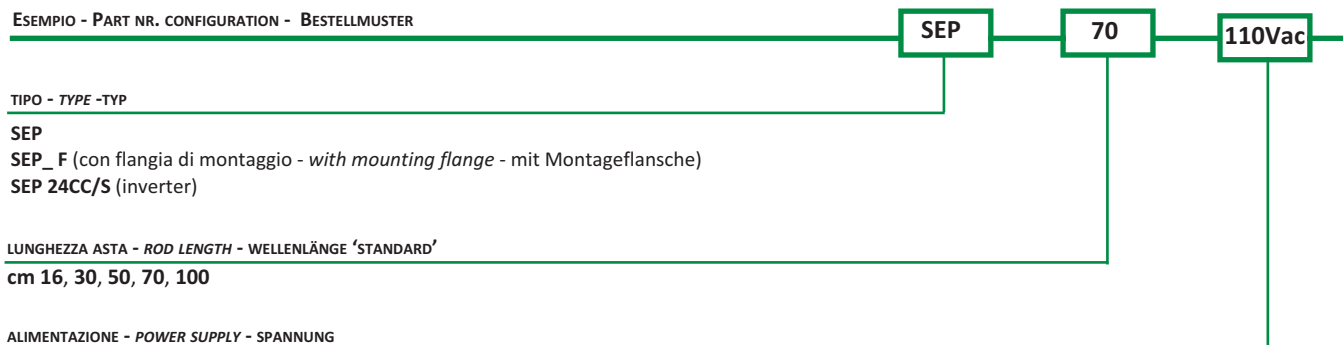 ESEMPIO - PART NR. CONFIGURATION - BESTELLMUSTER
SEP 70 110Vac
TIPO - TYPE -TYP
SEP
SEP_ F (con flangia di montaggio - with mounting flange - mit Montageflansche)
SEP 24CC/S (inverter)
LUNGHEZZA ASTA - ROD LENGTH - WELLENLÄNGE ‘STANDARD’
cm 16, 30, 50, 70, 100
ALIMENTAZIONE - POWER SUPPLY - SPANNUNG